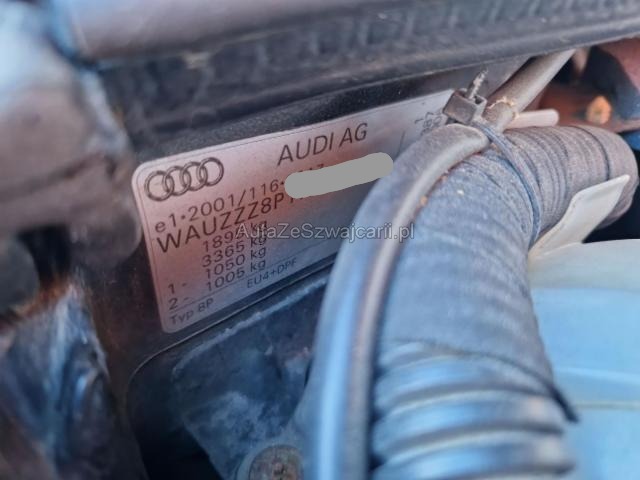 AUDI AG
e1*2001/116
WAUZZZ8P
AutaZeSzwajcarii.pl
kg
3365 kg
1- 1050 kg
2- 1005 kg
Typ 8P EU4+DPF